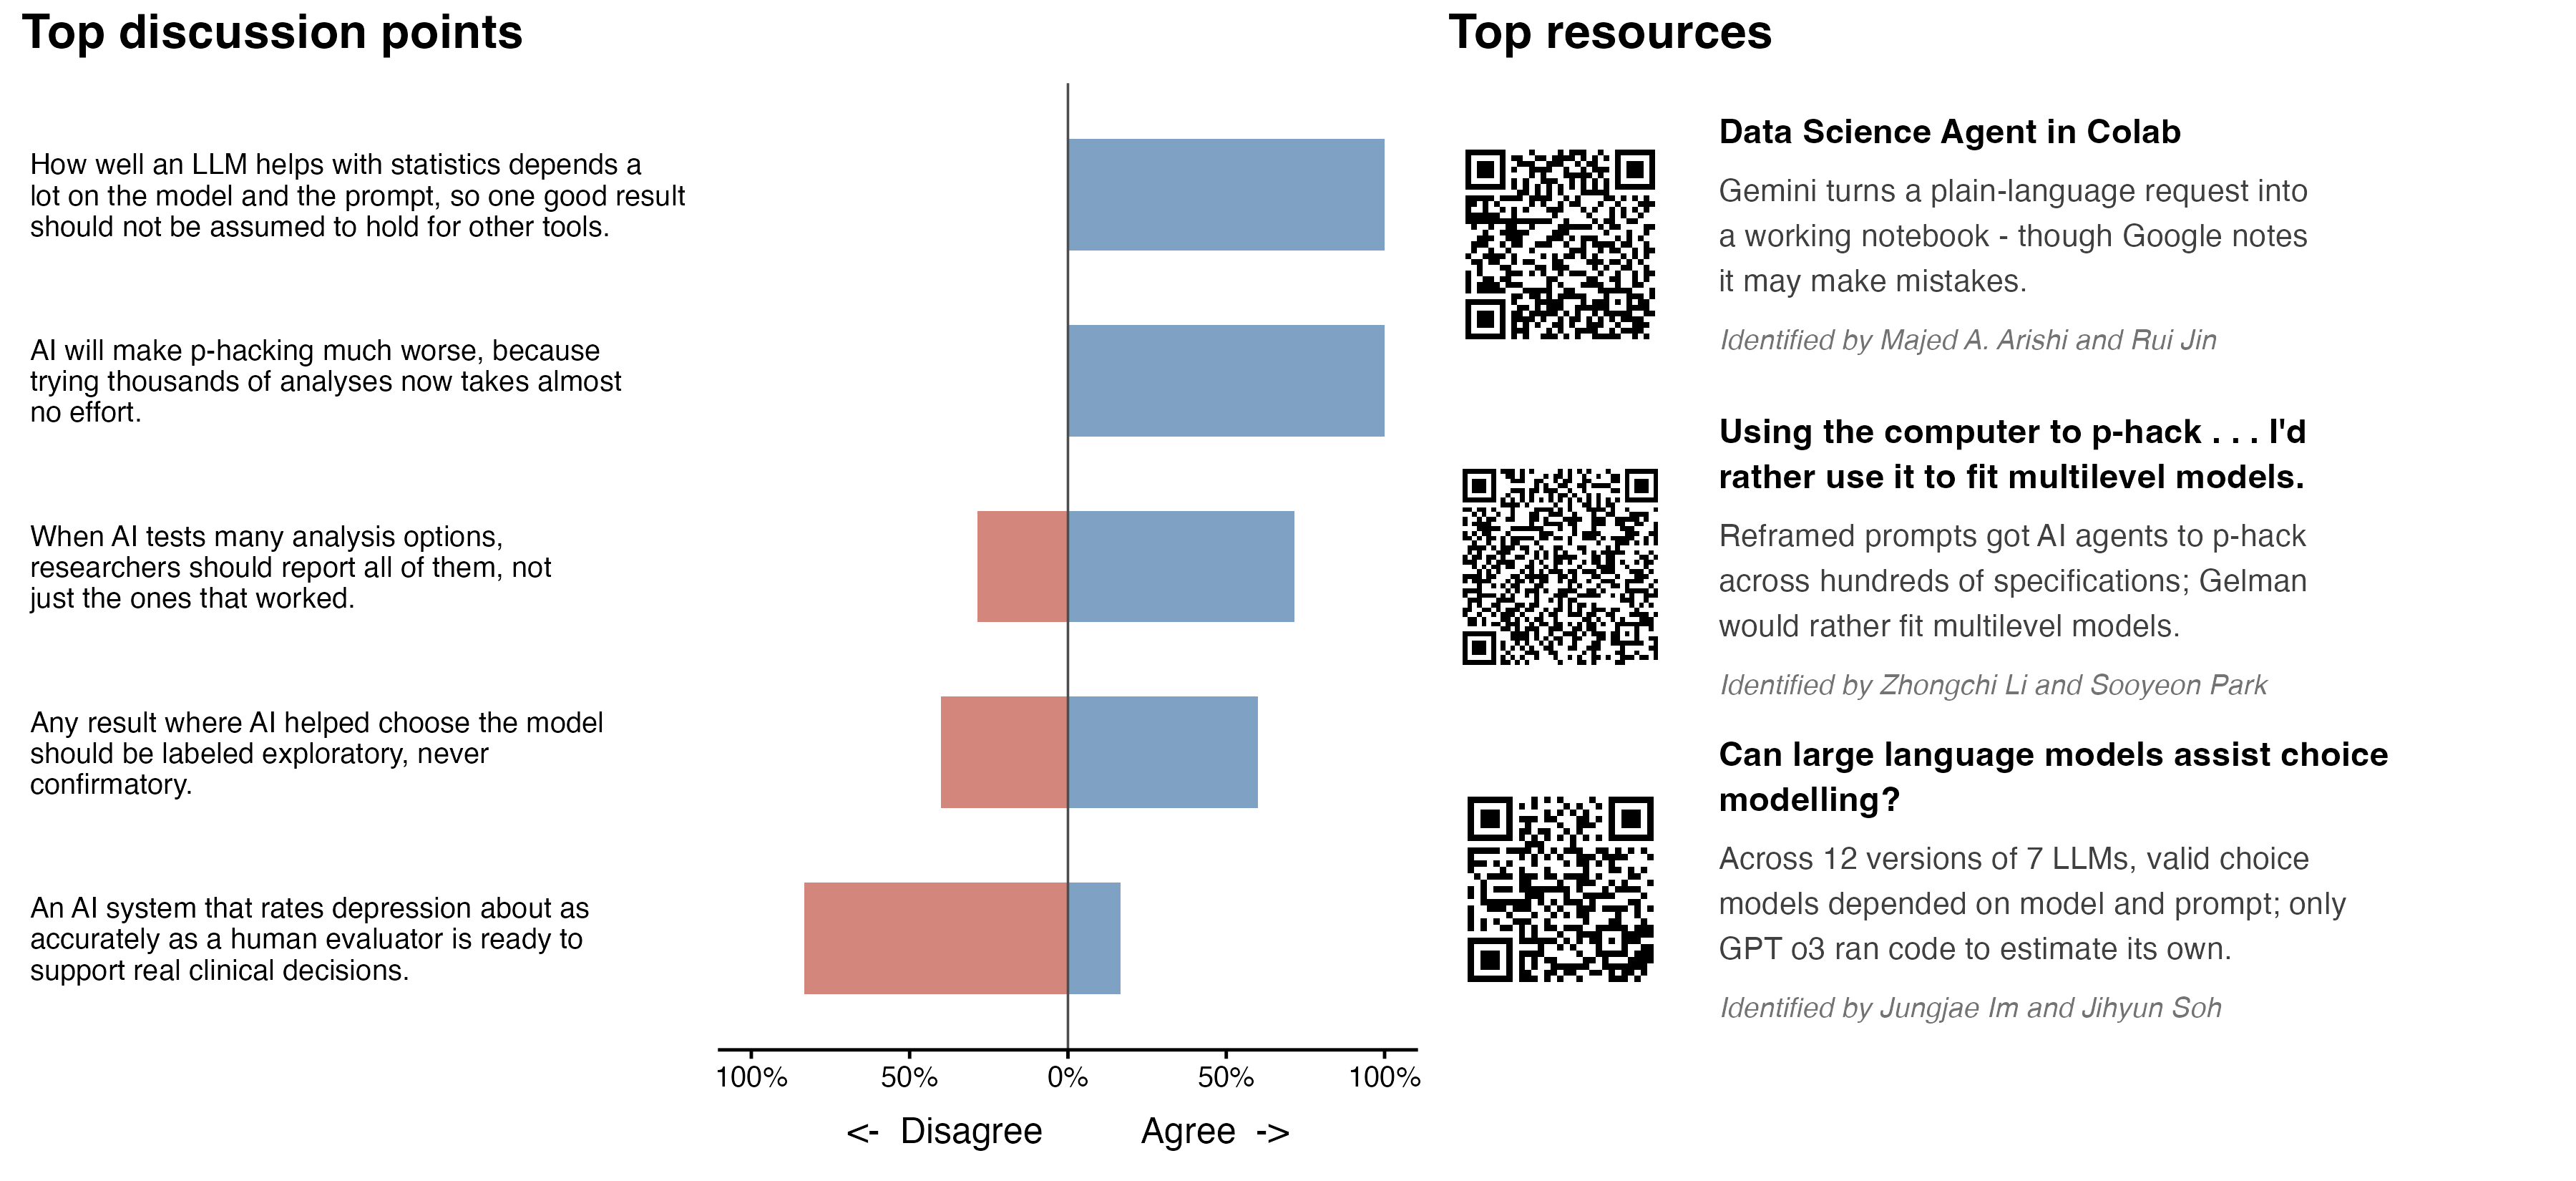 Top discussion points
How well an LLM helps with statistics depends a
lot on the model and the prompt, so one good result
should not be assumed to hold for other tools.
AI will make p-hacking much worse, because
trying thousands of analyses now takes almost
no effort.
When AI tests many analysis options,
researchers should report all of them, not
just the ones that worked.
Any result where AI helped choose the model
should be labeled exploratory, never
confirmatory.
An AI system that rates depression about as
accurately as a human evaluator is ready to
support real clinical decisions.
100% 50% 0% 50% 100%
<- Disagree Agree ->
Top resources
Data Science Agent in Colab
Gemini turns a plain-language request into
a working notebook - though Google notes
it may make mistakes.
Identified by Majed A. Arishi and Rui Jin
Using the computer to p-hack . . . I'd
rather use it to fit multilevel models.
Reframed prompts got AI agents to p-hack
across hundreds of specifications; Gelman
would rather fit multilevel models.
Identified by Zhongchi Li and Sooyeon Park
Can large language models assist choice
modelling?
Across 12 versions of 7 LLMs, valid choice
models depended on model and prompt; only
GPT o3 ran code to estimate its own.
Identified by Jungjae Im and Jihyun Soh